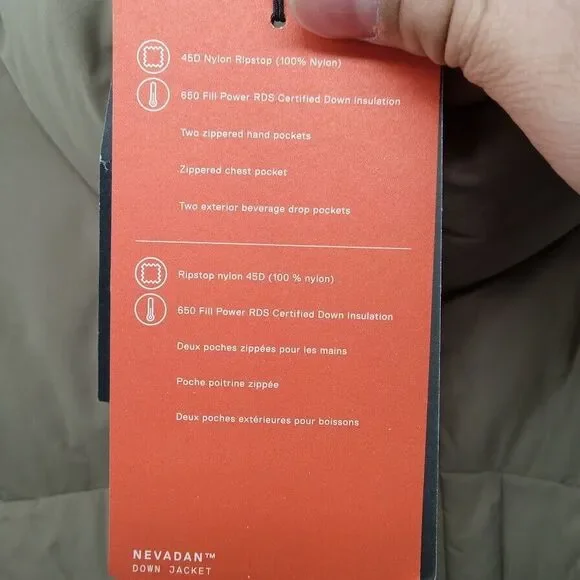 45D Nylon Ripstop (100% Nylon)
650 Fill Power RDS Certified Down Insulation
Two zippered hand pockets
Zippered chest pocket
Two exterior beverage drop pockets
Ripstop nylon 45D (100 % nylon)
650 Fill Power RDS Certified Down Insulation
Deux poches zippées pour les mains
Poche poitrine zippée
Deux poches extérieures pour boissons
NEVADAN™
DOWN JACKET